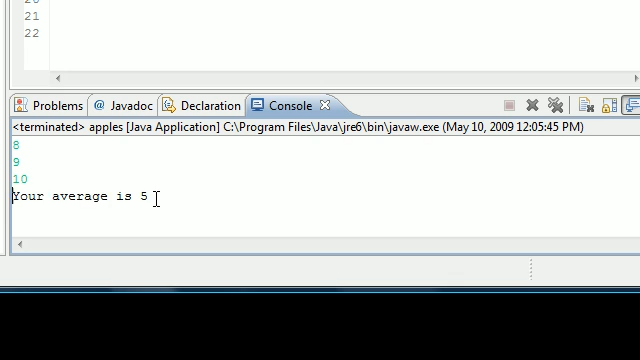 20
21
22
Problems @ Javadoc Declaration Console
<terminated> apples [Java Application] C:\Program Files\Java\jre6\bin\javaw.exe (May 10, 2009 12:05:45 PM)
8
9
10
Your average is 5